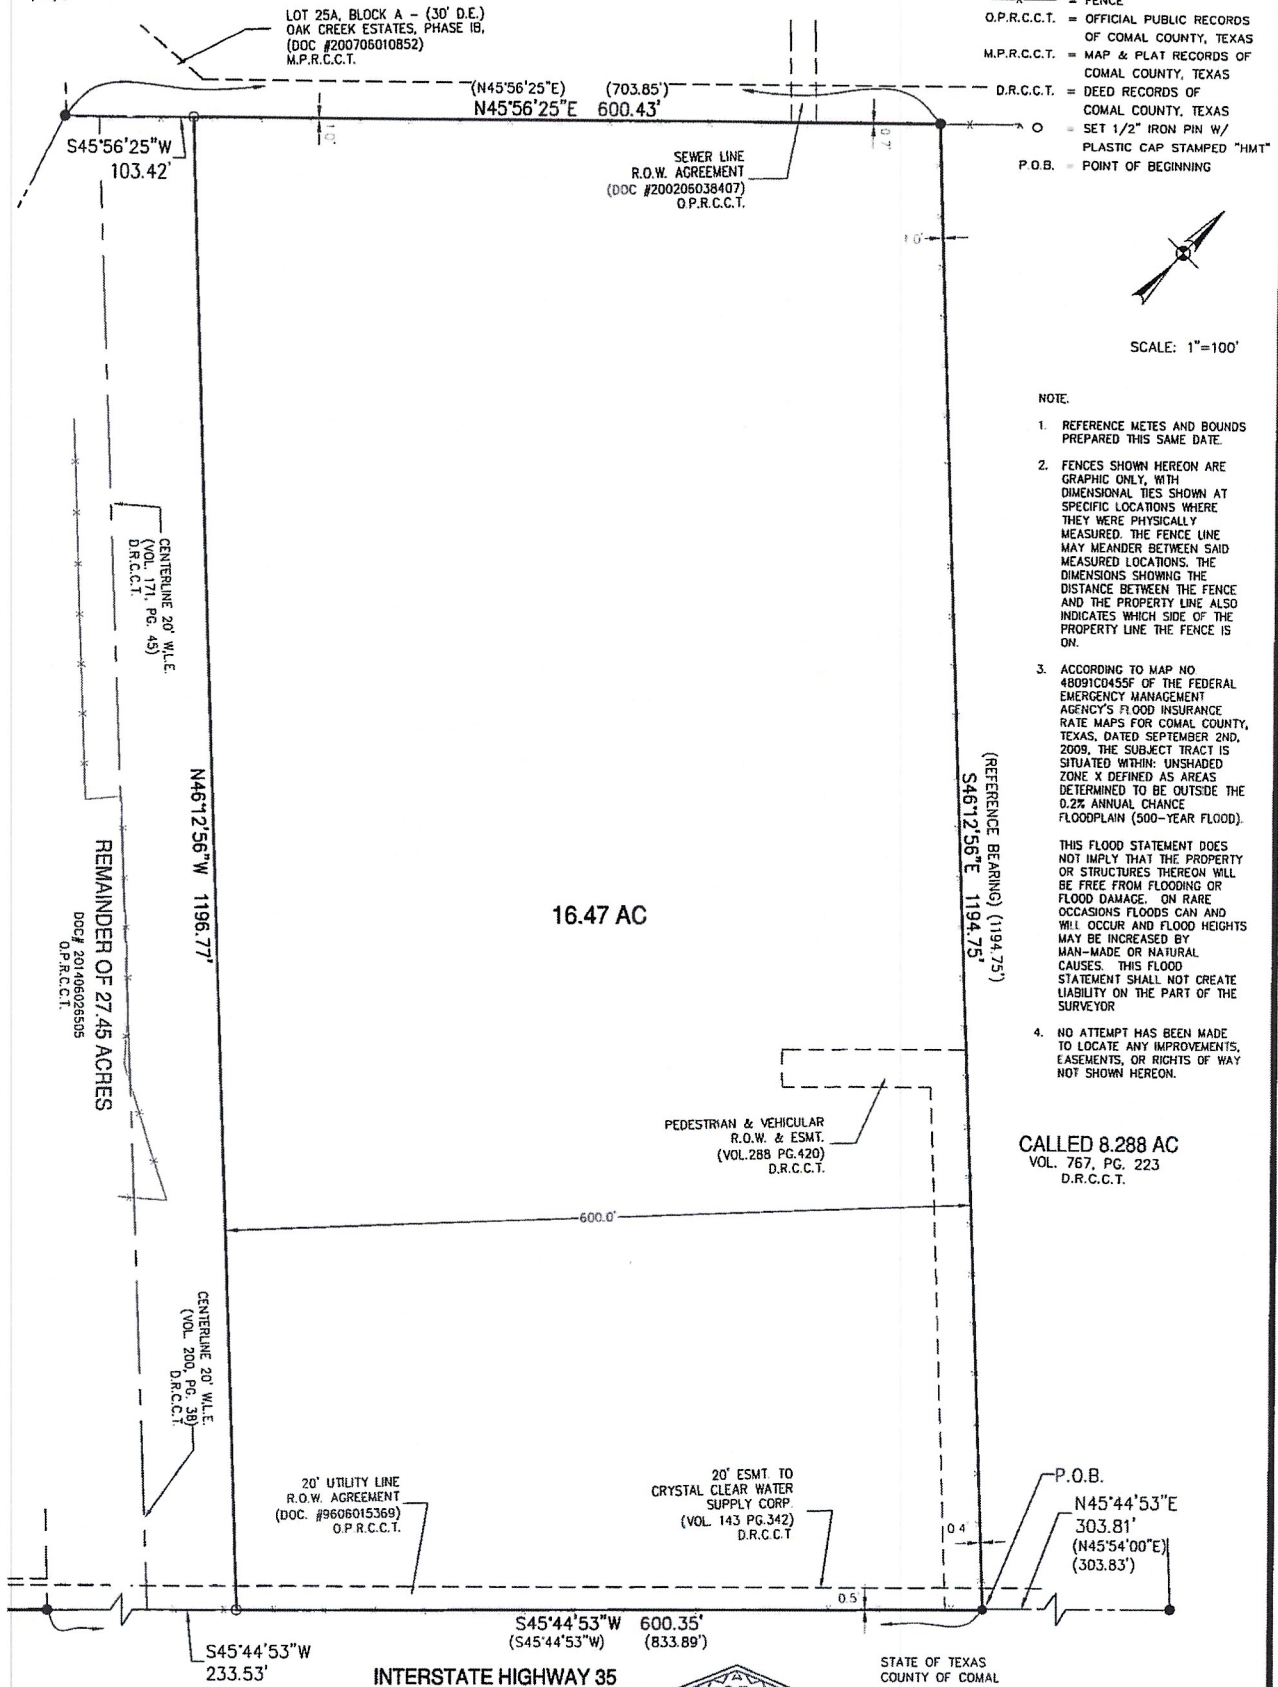 LOT 25A, BLOCK A - (30' D.E.)
OAK CREEK ESTATES, PHASE IB,
(DOC #200706010852)
M.P.R.C.C.T.
= FENCE
O.P.R.C.C.T. = OFFICIAL PUBLIC RECORDS
OF COMAL COUNTY, TEXAS
M.P.R.C.C.T. = MAP & PLAT RECORDS OF
COMAL COUNTY, TEXAS
D.R.C.C.T. = DEED RECORDS OF
COMAL COUNTY, TEXAS
O = SET 1/2" IRON PIN W/
PLASTIC CAP STAMPED "HMT"
P.O.B. = POINT OF BEGINNING
(N45°56'25"E) (703.85')
N45°56'25"E 600.43'
S45°56'25"W
103.42'
1.0'
0.7'
SEWER LINE
R.O.W. AGREEMENT
(DOC #200206038407)
O.P.R.C.C.T.
1.0'
SCALE: 1"=100'
NOTE:
1. REFERENCE METES AND BOUNDS
PREPARED THIS SAME DATE.
2. FENCES SHOWN HEREON ARE
GRAPHIC ONLY, WITH
DIMENSIONAL TIES SHOWN AT
SPECIFIC LOCATIONS WHERE
THEY WERE PHYSICALLY
MEASURED. THE FENCE LINE
MAY MEANDER BETWEEN SAID
MEASURED LOCATIONS. THE
DIMENSIONS SHOWING THE
DISTANCE BETWEEN THE FENCE
AND THE PROPERTY LINE ALSO
INDICATES WHICH SIDE OF THE
PROPERTY LINE THE FENCE IS
ON.
3. ACCORDING TO MAP NO
48091C0455F OF THE FEDERAL
EMERGENCY MANAGEMENT
AGENCY'S FLOOD INSURANCE
RATE MAPS FOR COMAL COUNTY,
TEXAS, DATED SEPTEMBER 2ND,
2009, THE SUBJECT TRACT IS
SITUATED WITHIN: UNSHADED
ZONE X DEFINED AS AREAS
DETERMINED TO BE OUTSIDE THE
0.2% ANNUAL CHANCE
FLOODPLAIN (500-YEAR FLOOD).
THIS FLOOD STATEMENT DOES
NOT IMPLY THAT THE PROPERTY
OR STRUCTURES THEREON WILL
BE FREE FROM FLOODING OR
FLOOD DAMAGE. ON RARE
OCCASIONS FLOODS CAN AND
WILL OCCUR AND FLOOD HEIGHTS
MAY BE INCREASED BY
MAN-MADE OR NATURAL
CAUSES. THIS FLOOD
STATEMENT SHALL NOT CREATE
LIABILITY ON THE PART OF THE
SURVEYOR
4. NO ATTEMPT HAS BEEN MADE
TO LOCATE ANY IMPROVEMENTS,
EASEMENTS, OR RIGHTS OF WAY
NOT SHOWN HEREON.
CENTERLINE 20' W.L.E.
(VOL. 171, PG. 45)
D.R.C.C.T.
N46°12'56"W 1196.77'
REMAINDER OF 27.45 ACRES
DOC# 201406026505
O.P.R.C.C.T.
16.47 AC
(REFERENCE BEARING) (1194.75')
S46°12'56"E 1194.75'
PEDESTRIAN & VEHICULAR
R.O.W. & ESMT.
(VOL.288 PG.420)
D.R.C.C.T.
CALLED 8.288 AC
VOL. 767, PG. 223
D.R.C.C.T.
600.0'
CENTERLINE 20' W.L.E.
(VOL. 200, PG. 38)
D.R.C.C.T.
20' UTILITY LINE
R.O.W. AGREEMENT
(DOC. #9606015369)
O.P.R.C.C.T.
20' ESMT. TO
CRYSTAL CLEAR WATER
SUPPLY CORP.
(VOL. 143 PG.342)
D.R.C.C.T
P.O.B.
N45°44'53"E
303.81'
(N45°54'00"E)
(303.83')
0.4'
0.5'
S45°44'53"W 600.35'
(S45°44'53"W) (833.89')
S45°44'53"W
233.53'
INTERSTATE HIGHWAY 35
STATE OF TEXAS
COUNTY OF COMAL